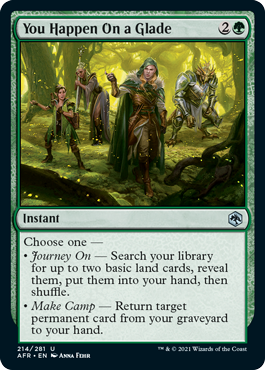 You Happen On a Glade 2
Instant
Choose one —
• Journey On — Search your library
for up to two basic land cards, reveal
them, put them into your hand, then
shuffle.
• Make Camp — Return target
permanent card from your graveyard
to your hand.
214/281 U
AFR • EN Anna Fehr
™ & © 2021 Wizards of the Coast